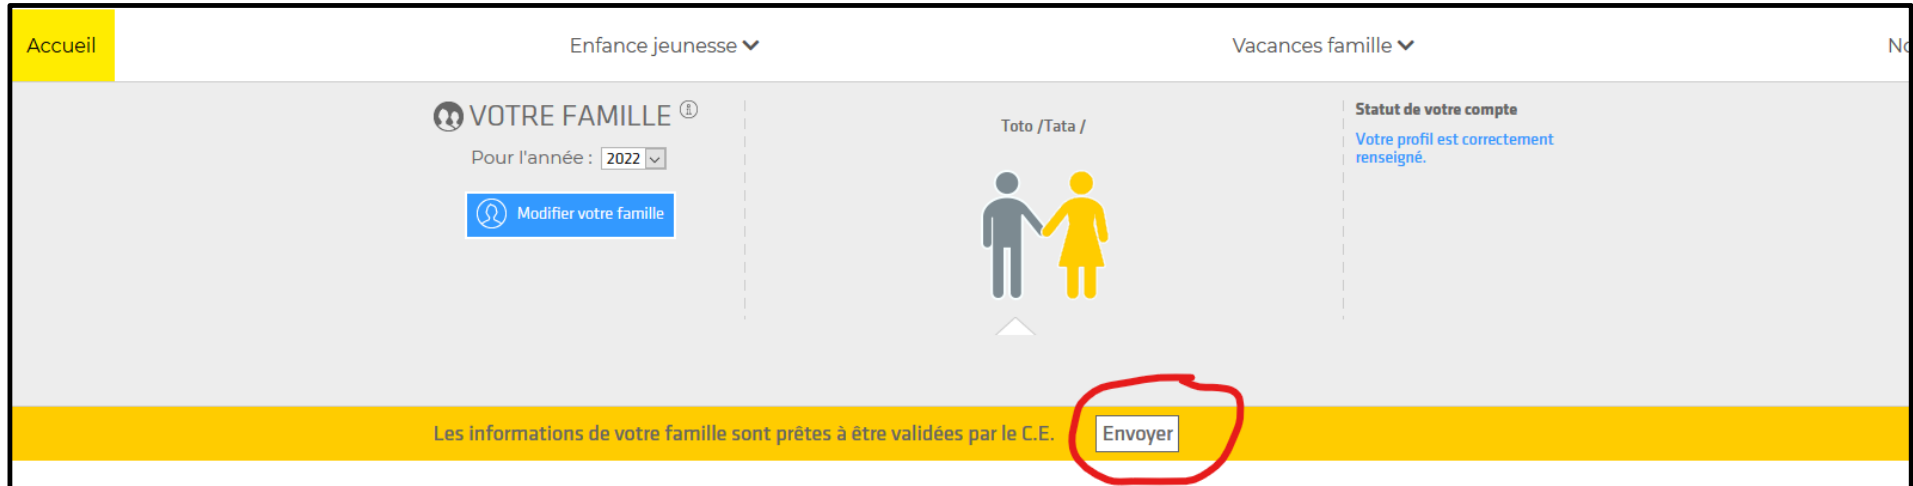 Accueil
Enfance jeunesse
Vacances famille
VOTRE FAMILLE
Pour l'année : 2022
Modifier votre famille
Toto /Tata /
Statut de votre compte
Votre profil est correctement
renseigné.
Les informations de votre famille sont prêtes à être validées par le C.E.
Envoyer